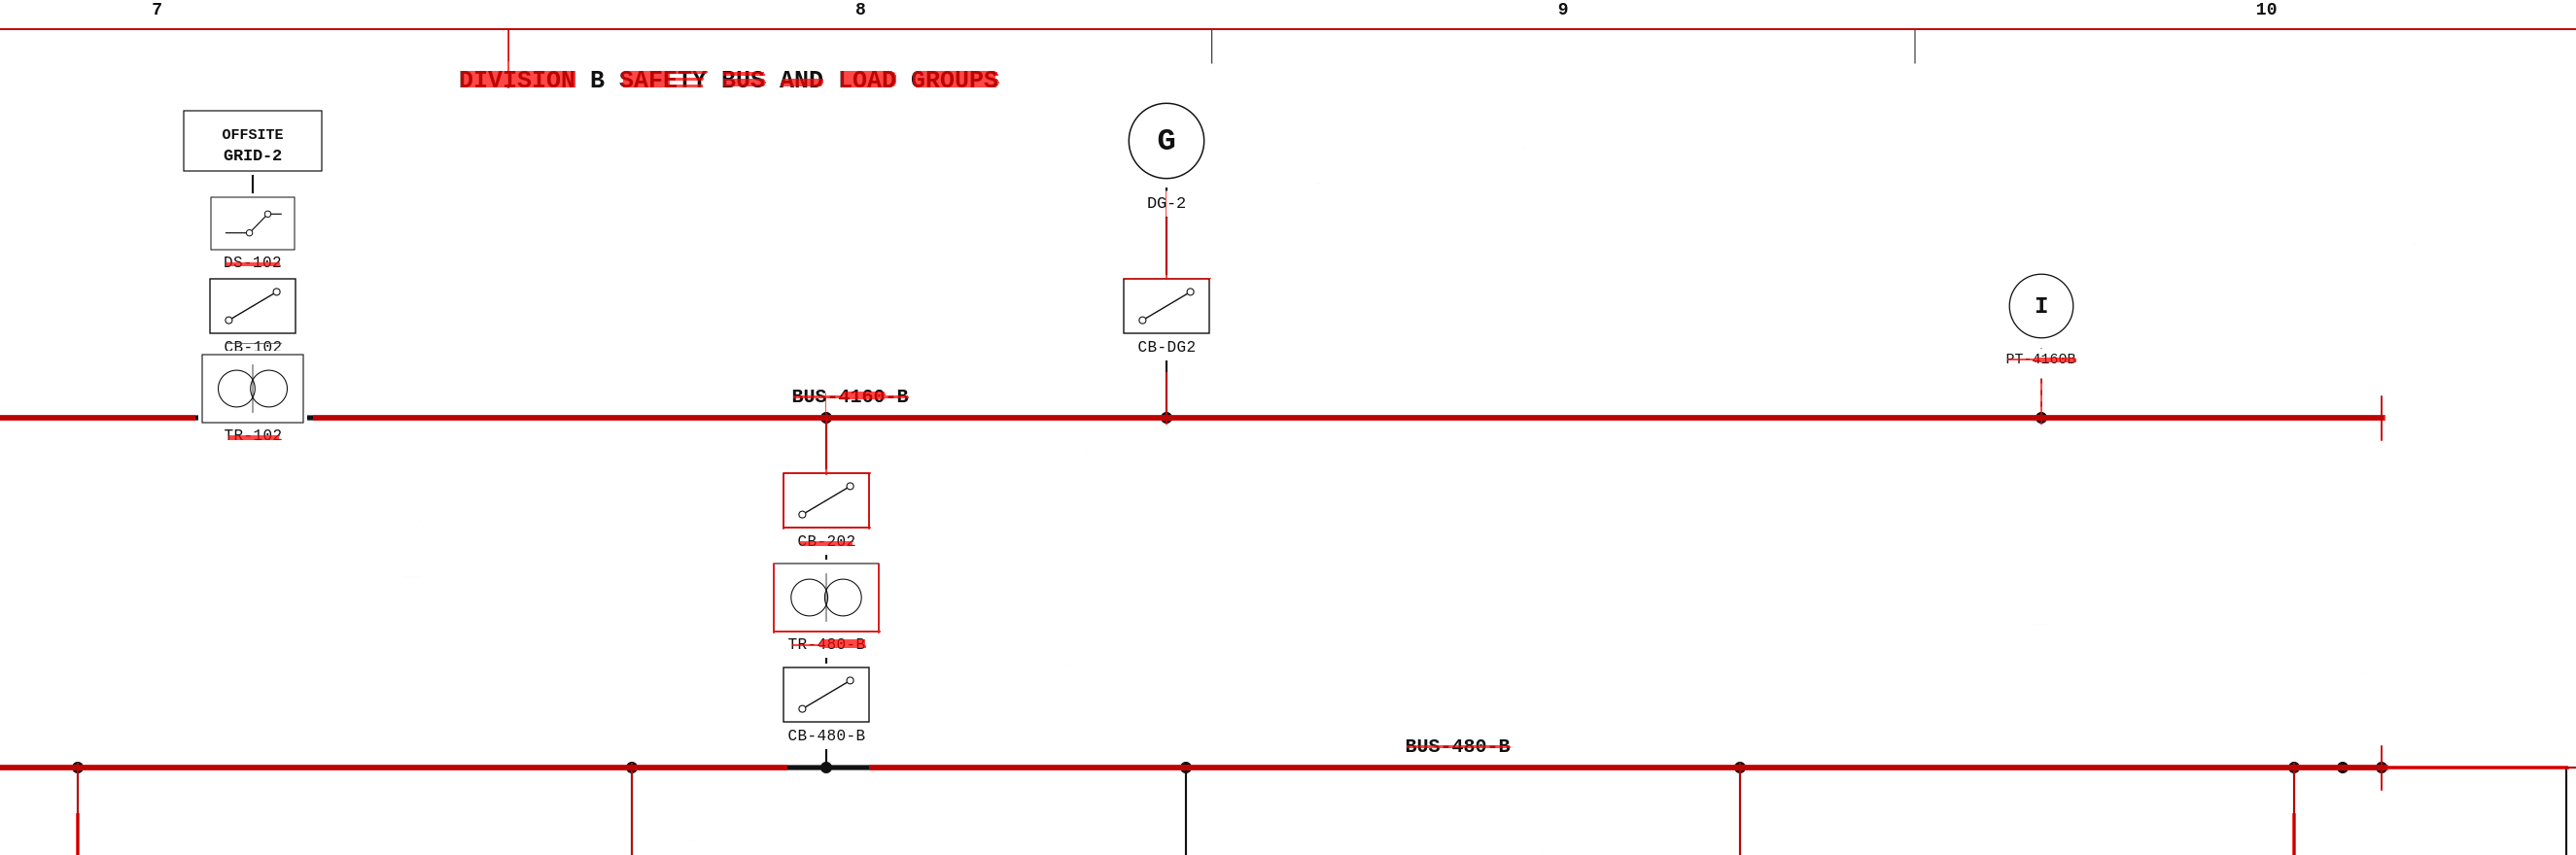 7 8 9 10
DIVISION B SAFETY BUS AND LOAD GROUPS
OFFSITE
GRID-2
G
DG-2
DS-102
I
CB-102
CB-DG2
PT-4160B
BUS-4160-B
TR-102
CB-202
TR-480-B
CB-480-B
BUS-480-B